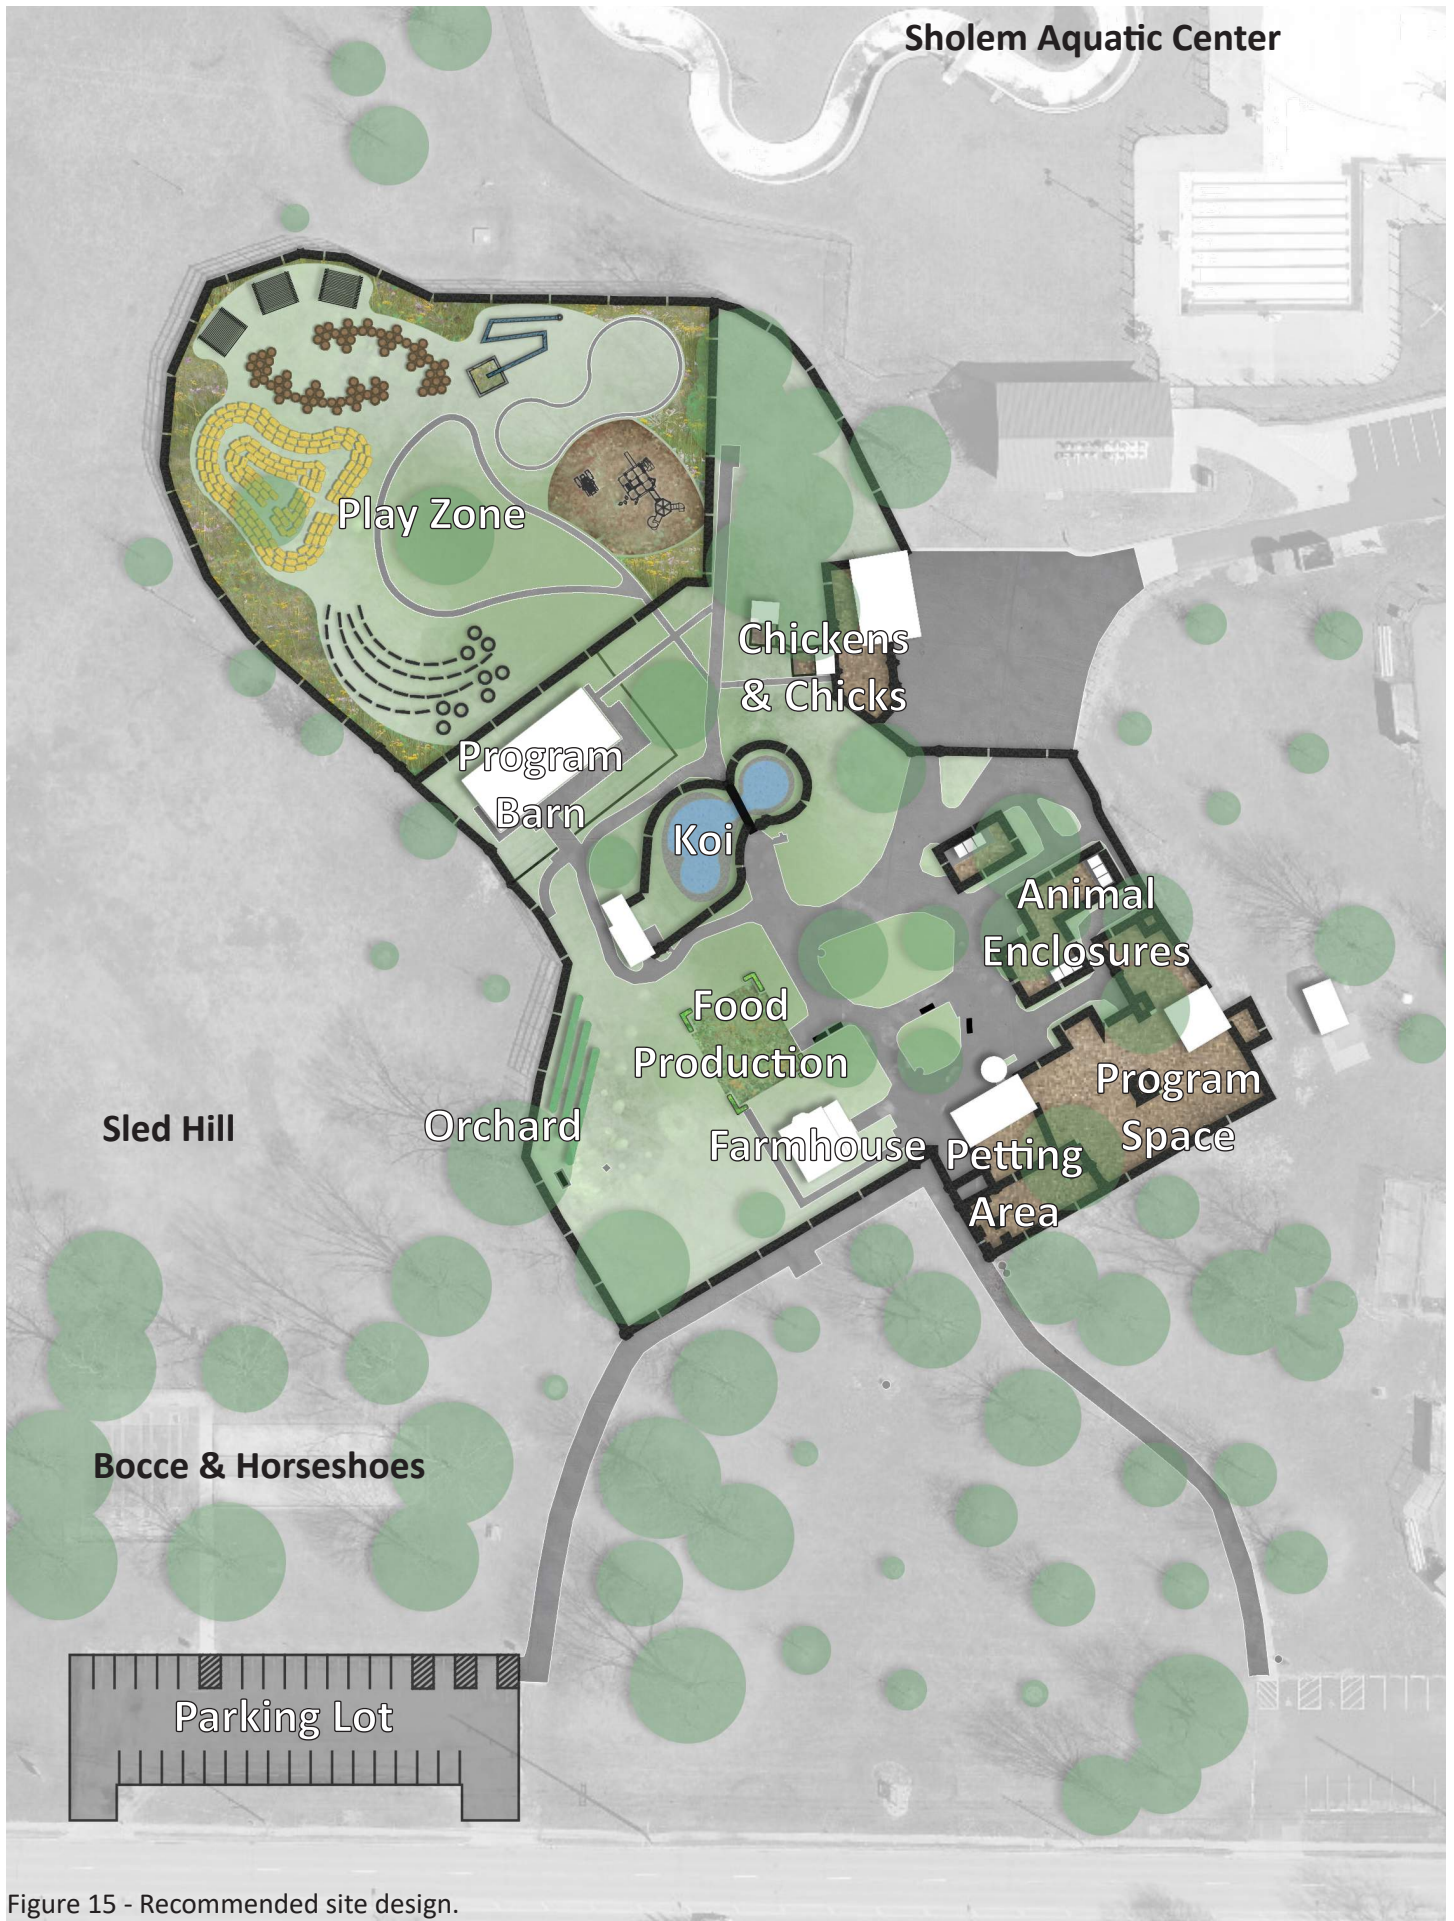 Sholem Aquatic Center
Play Zone
Chickens
& Chicks
Program
Barn
Koi
Animal
Enclosures
Food
Production
Program
Space
Orchard
Farmhouse
Petting
Area
Sled Hill
Bocce & Horseshoes
Parking Lot
Figure 15 - Recommended site design.